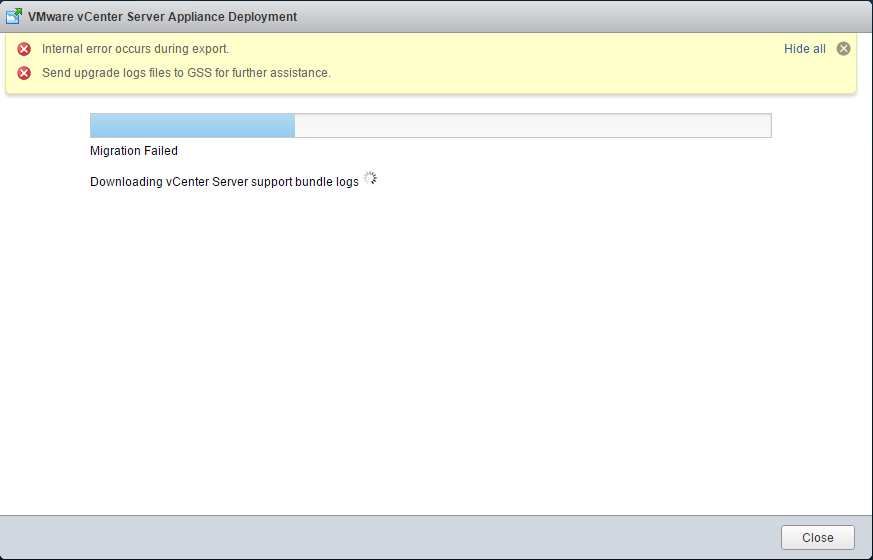 VMware vCenter Server Appliance Deployment
Internal error occurs during export. Hide all
Send upgrade logs files to GSS for further assistance.
Migration Failed
Downloading vCenter Server support bundle logs
Close